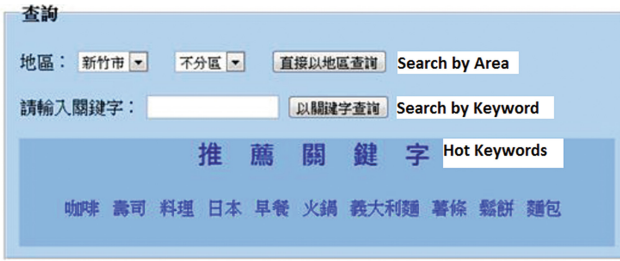 查詢
地區： 新竹市 不分區 直接以地區查詢 Search by Area
請輸入關鍵字： 以關鍵字查詢 Search by Keyword
推 薦 關 鍵 字 Hot Keywords
咖啡 壽司 料理 日本 早餐 火鍋 義大利麵 薯條 鬆餅 麵包